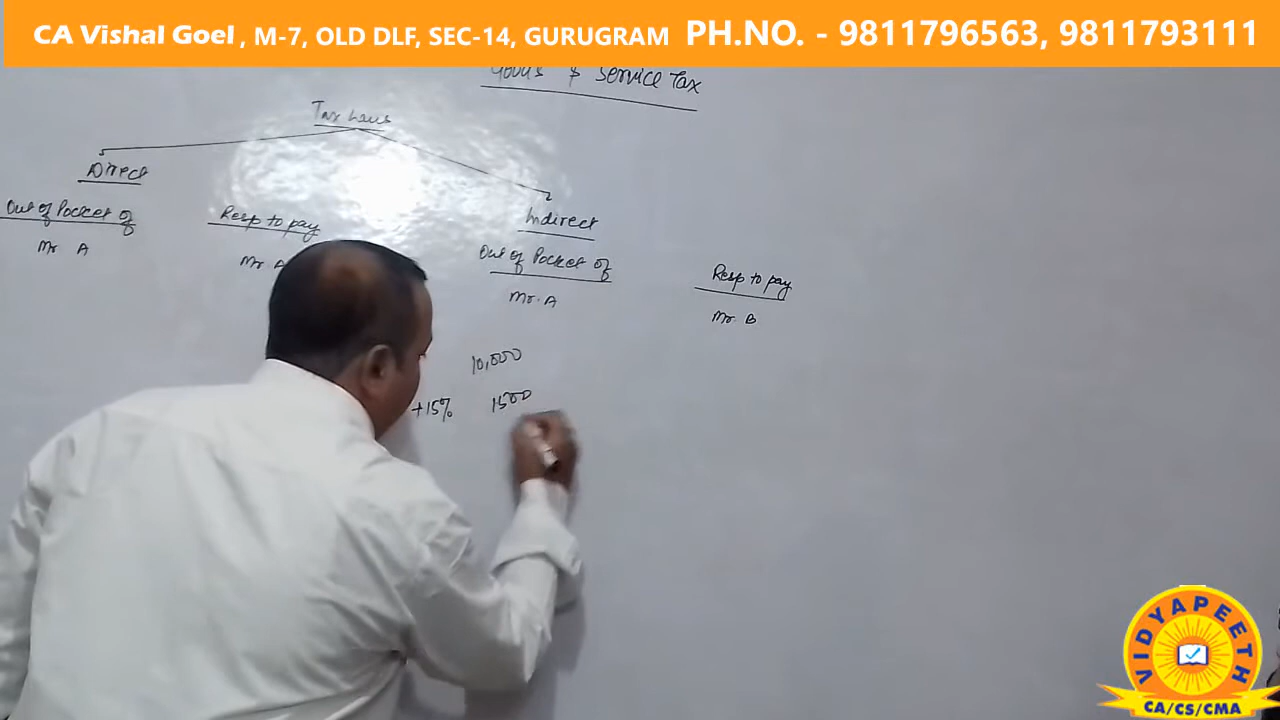 CA Vishal Goel , M-7, OLD DLF, SEC-14, GURUGRAM PH.NO. - 9811796563, 9811793111
Goods & Service Tax
Tax Laws
Direct
Indirect
Out of Pocket of
Resp to pay
Mr A
Mr A
Out of Pocket of
Resp to pay
Mr. A
Mr. B
10,000
+15% 1500
VIDYAPEETH
CA/CS/CMA